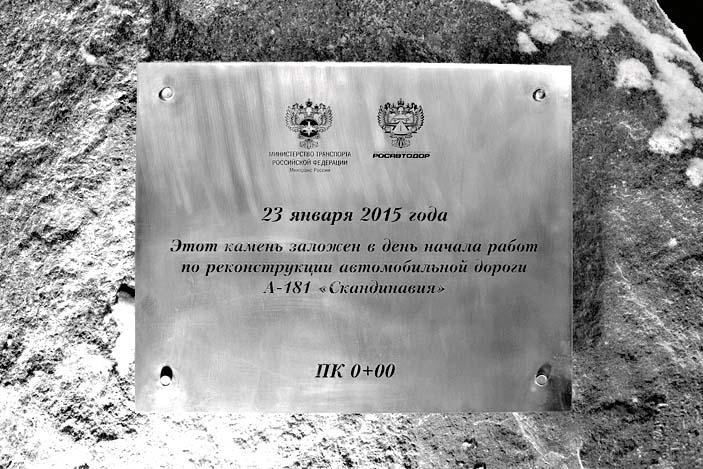 МИНИСТЕРСТВО ТРАНСПОРТА
РОССИЙСКОЙ ФЕДЕРАЦИИ
Минтранс России
РОСАВТОДОР
23 января 2015 года
Этот камень заложен в день начала работ
по реконструкции автомобильной дороги
А-181 «Скандинавия»
ПК 0+00